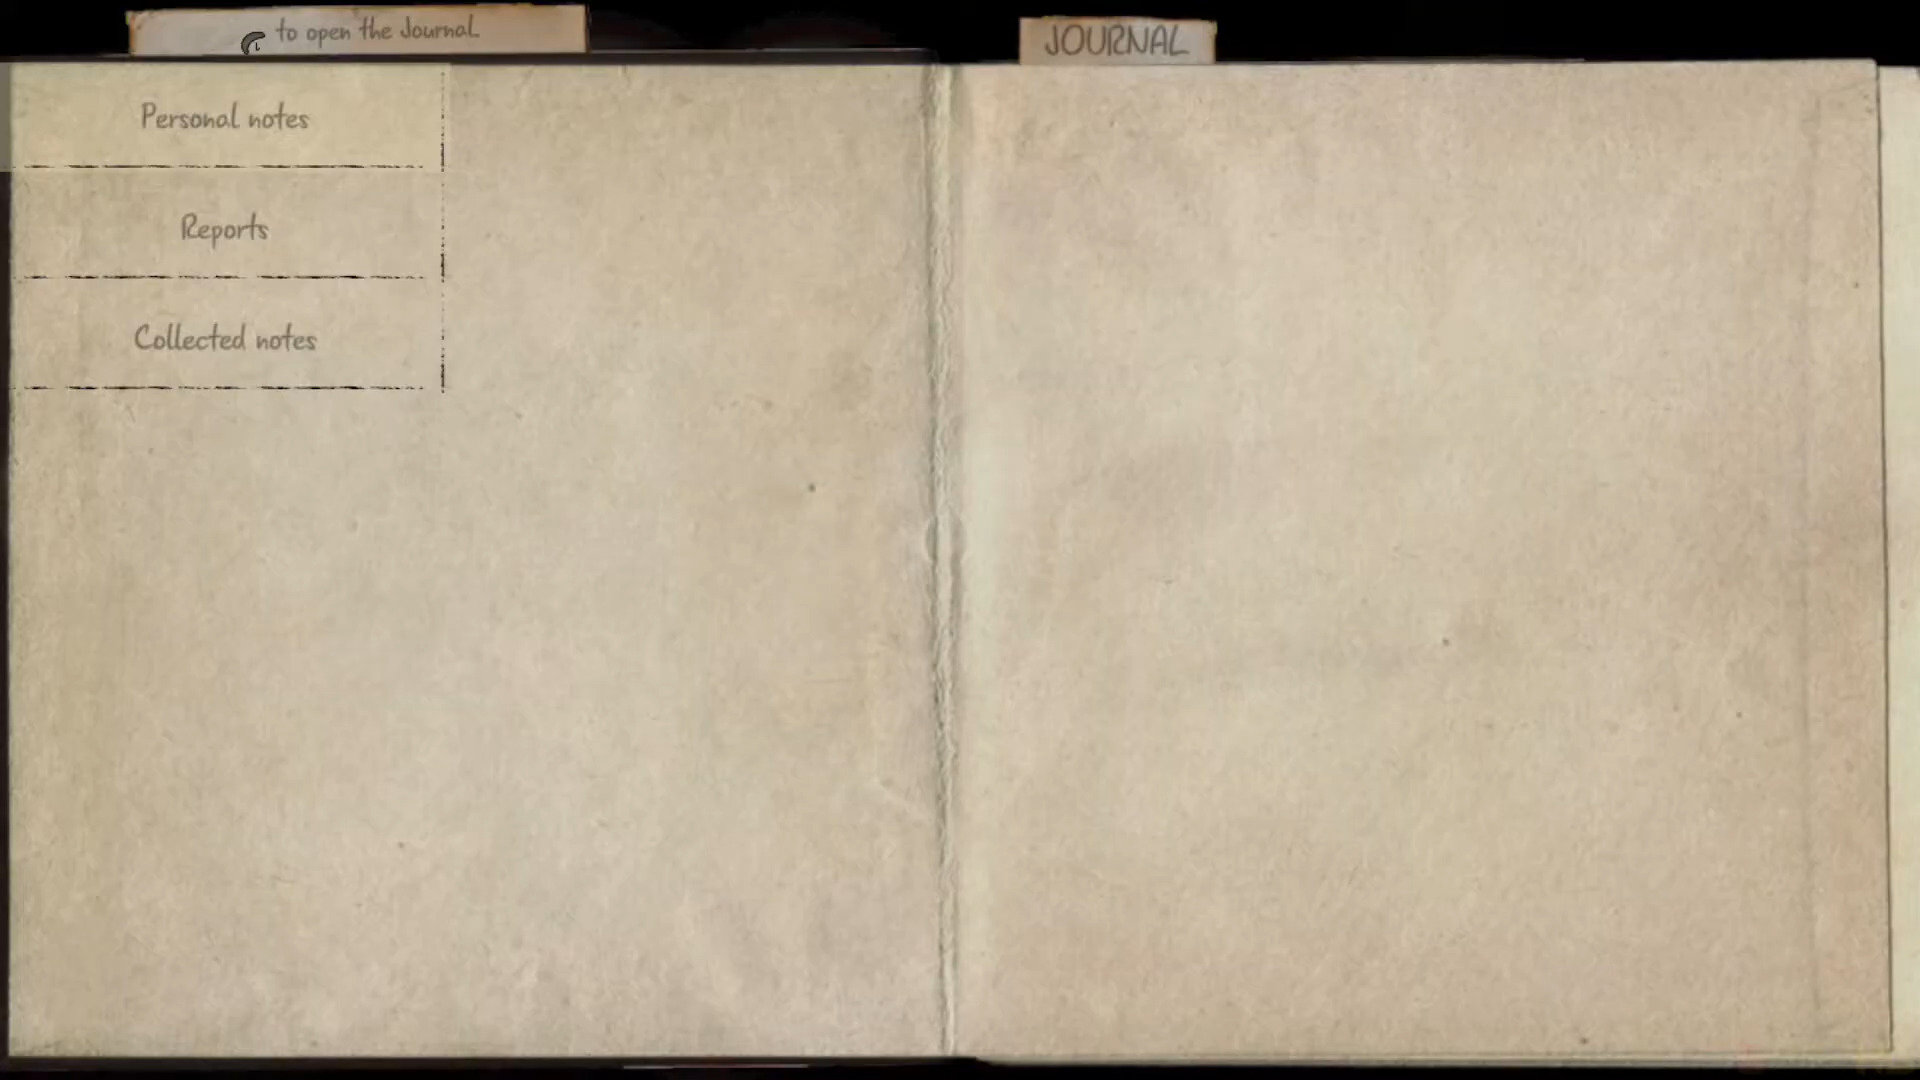 to open the Journal
JOURNAL
Personal notes
Reports
Collected notes